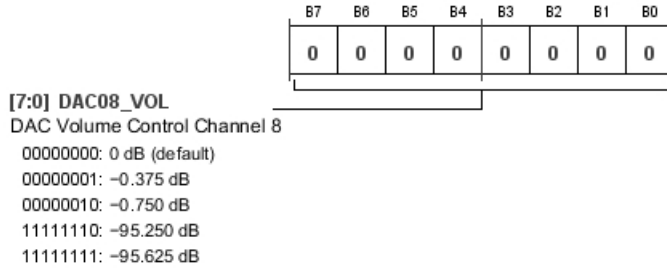 B7 B6 B5 B4 B3 B2 B1 B0
0 0 0 0 0 0 0 0
[7:0] DAC08_VOL
DAC Volume Control Channel 8
00000000: 0 dB (default)
00000001: −0.375 dB
00000010: −0.750 dB
11111110: −95.250 dB
11111111: −95.625 dB